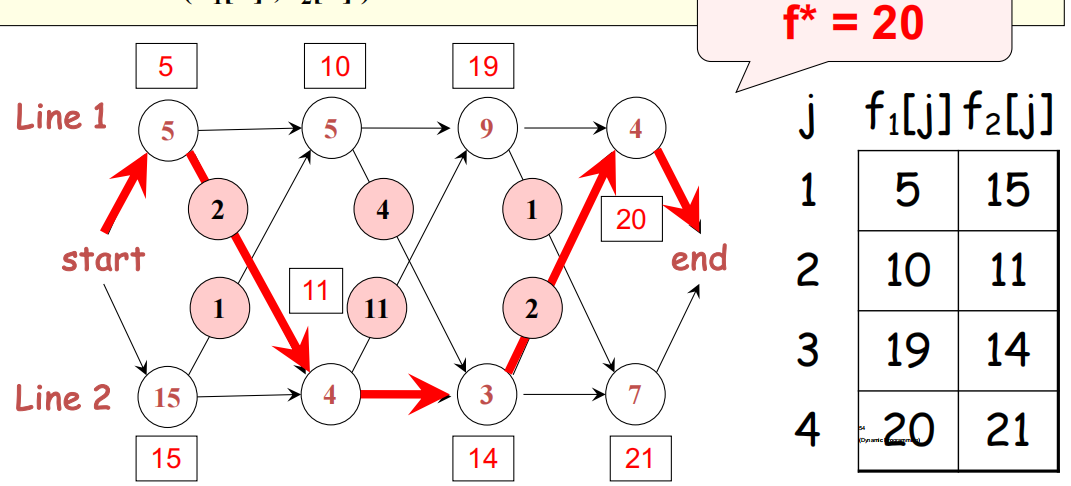 f* = 20
5 10 19
Line 1 5 5 9 4
2 4 1
20
start end
11
1 11 2
Line 2 15 4 3 7
15 14 21
j f₁[j] f₂[j]
1 5 15
2 10 11
3 19 14
4 20 21
54